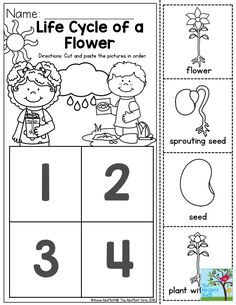 Name:
Life Cycle of a
Flower
Directions: Cut and paste the pictures in order.
1 2
3 4
flower
sprouting seed
seed
plant wi